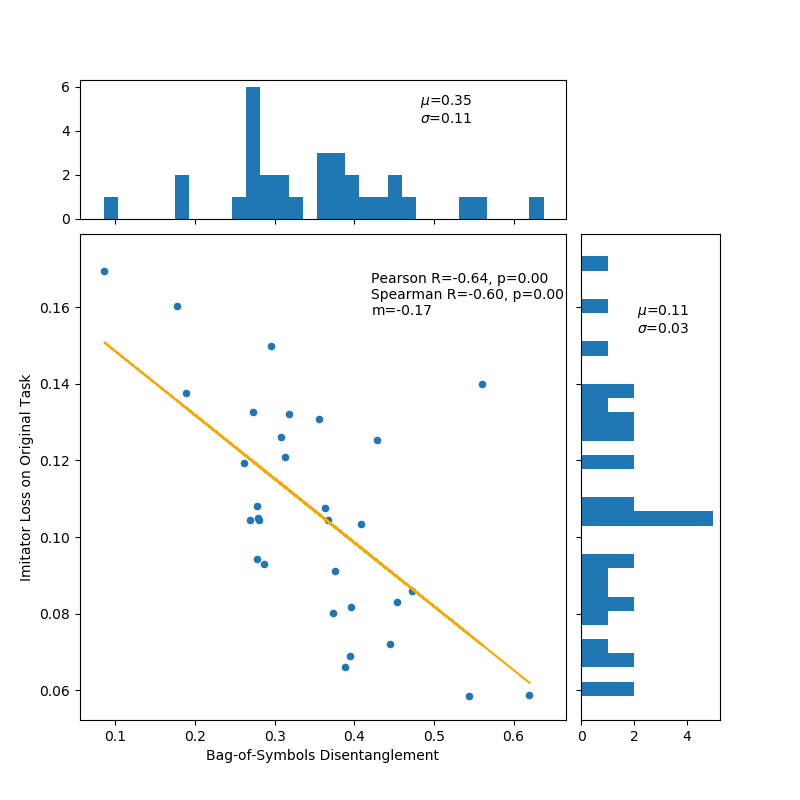 6
4
2
0
μ=0.35
σ=0.11
Pearson R=-0.64, p=0.00
Spearman R=-0.60, p=0.00
m=-0.17
μ=0.11
σ=0.03
0.16
0.14
0.12
0.10
0.08
0.06
Imitator Loss on Original Task
0.1 0.2 0.3 0.4 0.5 0.6
0 2 4
Bag-of-Symbols Disentanglement